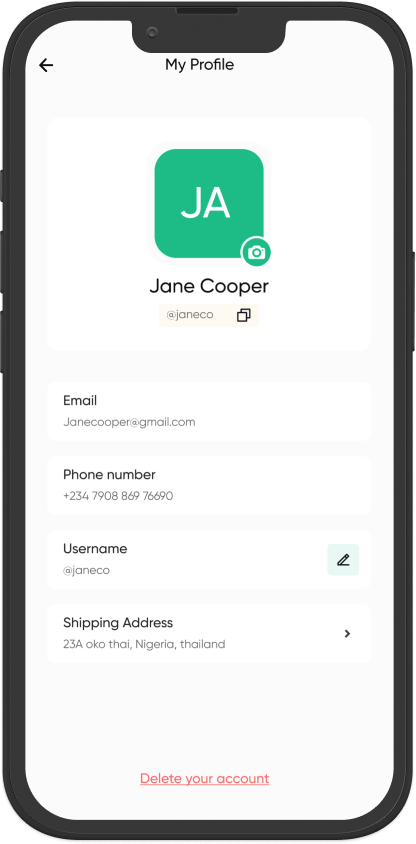 My Profile
JA
Jane Cooper
@janeco
Email
Janecooper@gmail.com
Phone number
+234 7908 869 76690
Username
@janeco
Shipping Address
23A oko thai, Nigeria, thailand
Delete your account